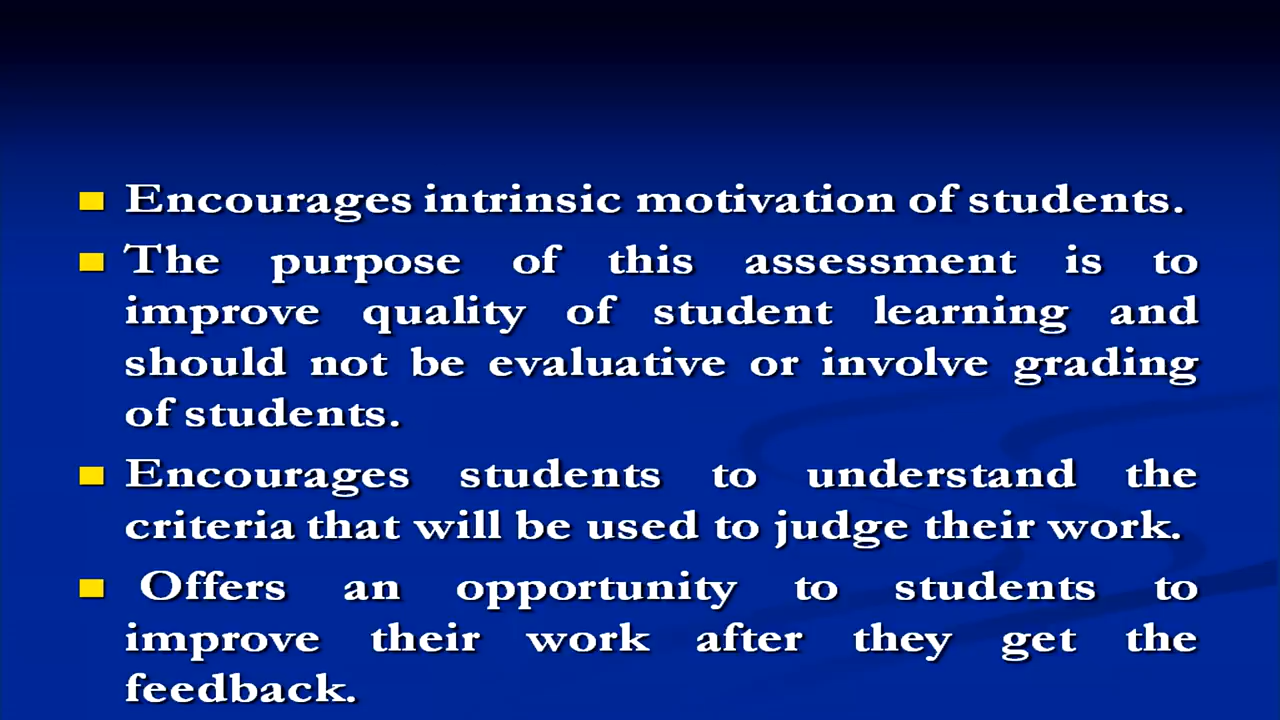 Encourages intrinsic motivation of students.
The purpose of this assessment is to
improve quality of student learning and
should not be evaluative or involve grading
of students.
Encourages students to understand the
criteria that will be used to judge their work.
Offers an opportunity to students to
improve their work after they get the
feedback.